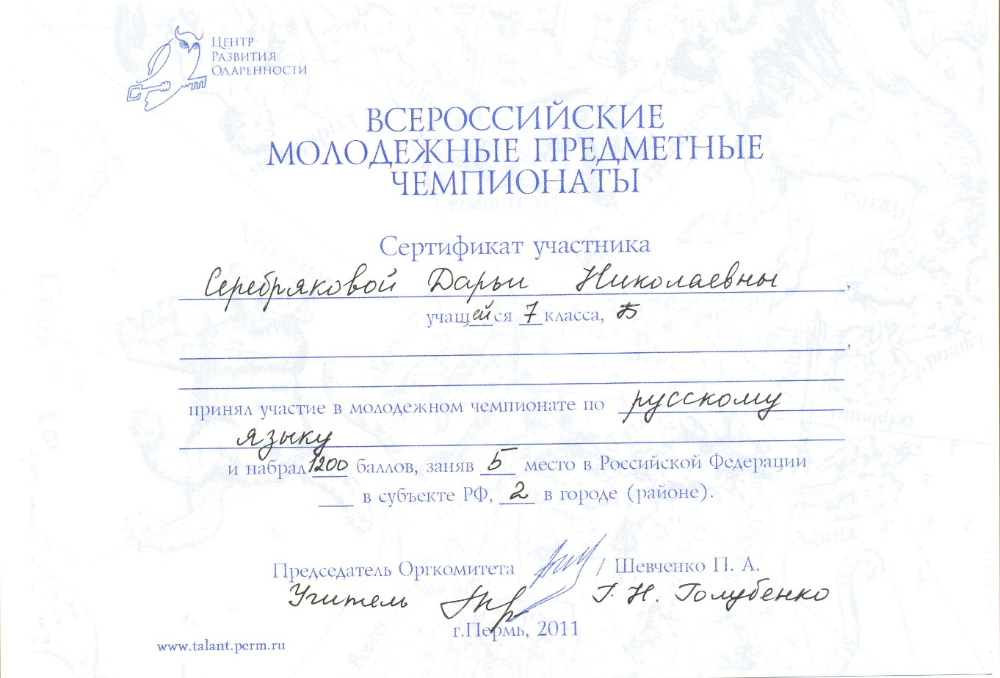 Центр
Развития
Одаренности
ВСЕРОССИЙСКИЕ
МОЛОДЕЖНЫЕ ПРЕДМЕТНЫЕ
ЧЕМПИОНАТЫ
Сертификат участника
Серебряковой Дарьи Николаевны,
учащейся 7 класса, Б
,
принял участие в молодежном чемпионате по русскому
языку
и набрал 1200 баллов, заняв 5 место в Российской Федерации
___ в субъекте РФ, 2 в городе (районе).
Председатель Оргкомитета / Шевченко П. А.
Учитель Г. Н. Голубенко
г.Пермь, 2011
www.talant.perm.ru